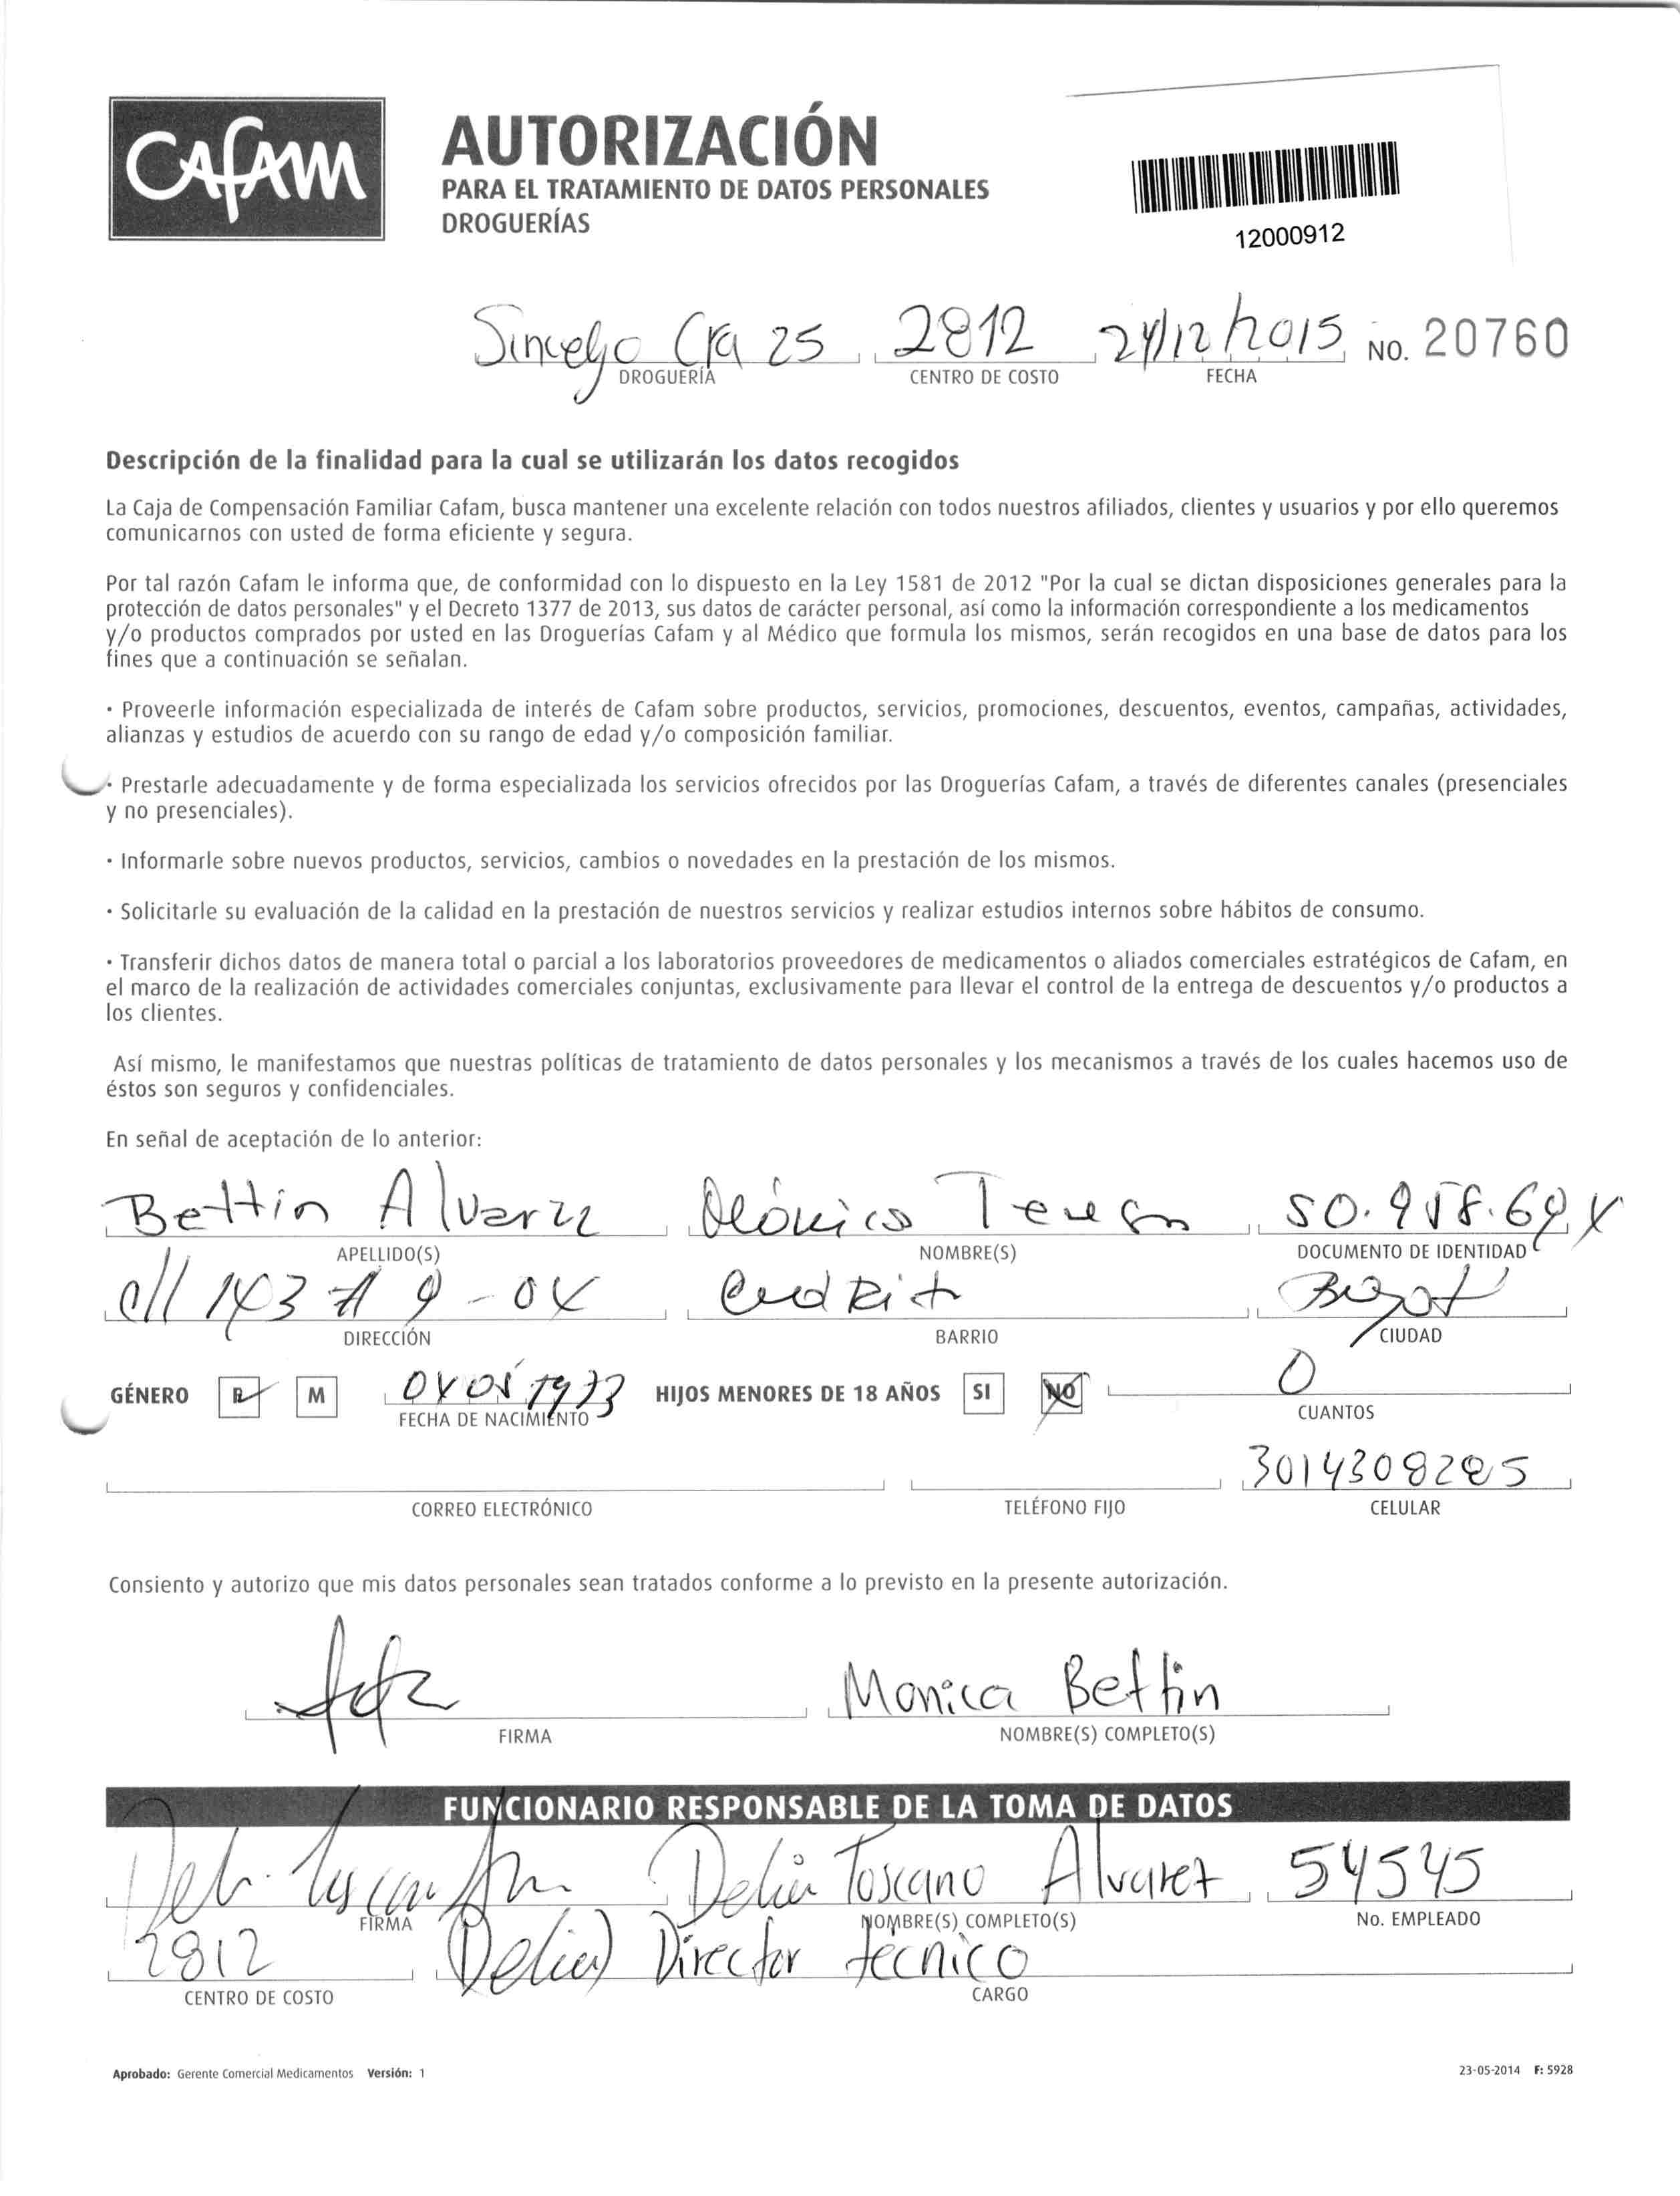 CAFAM
AUTORIZACIÓN
PARA EL TRATAMIENTO DE DATOS PERSONALES
DROGUERÍAS
12000912
Sincelejo Cra 25 2812 24/12/2015 NO. 20760
DROGUERÍA CENTRO DE COSTO FECHA
Descripción de la finalidad para la cual se utilizarán los datos recogidos
La Caja de Compensación Familiar Cafam, busca mantener una excelente relación con todos nuestros afiliados, clientes y usuarios y por ello queremos
comunicarnos con usted de forma eficiente y segura.
Por tal razón Cafam le informa que, de conformidad con lo dispuesto en la Ley 1581 de 2012 "Por la cual se dictan disposiciones generales para la
protección de datos personales" y el Decreto 1377 de 2013, sus datos de carácter personal, así como la información correspondiente a los medicamentos
y/o productos comprados por usted en las Droguerías Cafam y al Médico que formula los mismos, serán recogidos en una base de datos para los
fines que a continuación se señalan.
· Proveerle información especializada de interés de Cafam sobre productos, servicios, promociones, descuentos, eventos, campañas, actividades,
alianzas y estudios de acuerdo con su rango de edad y/o composición familiar.
· Prestarle adecuadamente y de forma especializada los servicios ofrecidos por las Droguerías Cafam, a través de diferentes canales (presenciales
y no presenciales).
· Informarle sobre nuevos productos, servicios, cambios o novedades en la prestación de los mismos.
· Solicitarle su evaluación de la calidad en la prestación de nuestros servicios y realizar estudios internos sobre hábitos de consumo.
· Transferir dichos datos de manera total o parcial a los laboratorios proveedores de medicamentos o aliados comerciales estratégicos de Cafam, en
el marco de la realización de actividades comerciales conjuntas, exclusivamente para llevar el control de la entrega de descuentos y/o productos a
los clientes.
Así mismo, le manifestamos que nuestras políticas de tratamiento de datos personales y los mecanismos a través de los cuales hacemos uso de
éstos son seguros y confidenciales.
En señal de aceptación de lo anterior:
Bettin Alvarez Mónica Teresa 50.958.694
APELLIDO(S) NOMBRE(S) DOCUMENTO DE IDENTIDAD
cll 143 # 9-04 Cedrit Bogot
DIRECCIÓN BARRIO CIUDAD
GÉNERO M 04 05 1973 HIJOS MENORES DE 18 AÑOS SI NO 0
FECHA DE NACIMIENTO CUANTOS
3014308285
CORREO ELECTRÓNICO TELÉFONO FIJO CELULAR
Consiento y autorizo que mis datos personales sean tratados conforme a lo previsto en la presente autorización.
Monica Bettin
FIRMA NOMBRE(S) COMPLETO(S)
FUNCIONARIO RESPONSABLE DE LA TOMA DE DATOS
Delia Toscano Alvarez 54545
FIRMA NOMBRE(S) COMPLETO(S) No. EMPLEADO
2812 (Delia) Director técnico
CENTRO DE COSTO CARGO
Aprobado: Gerente Comercial Medicamentos Versión: 1 23-05-2014 F: 5928